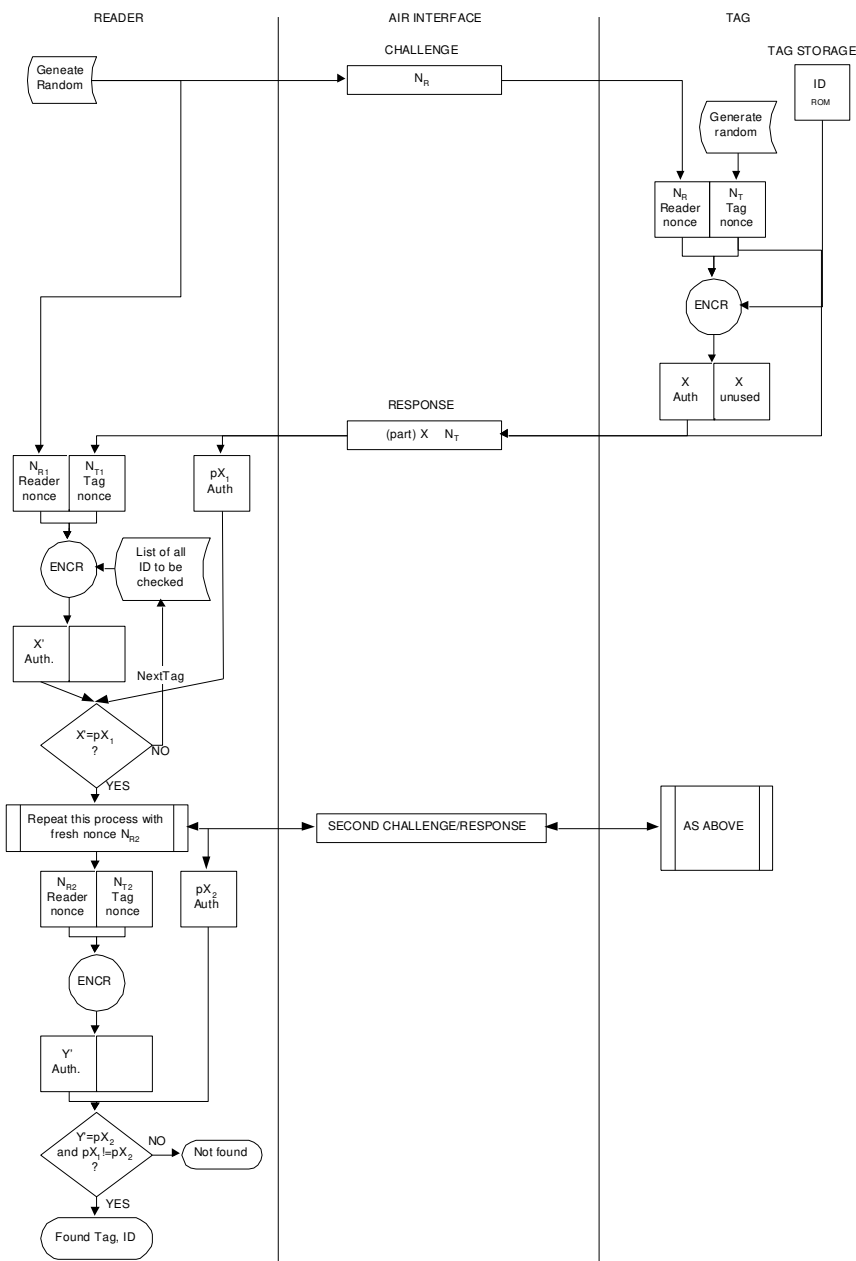 READER
AIR INTERFACE
TAG
CHALLENGE
TAG STORAGE
Geneate
Random
N_R
ID
ROM
Generate
random
N_R
Reader
nonce
N_T
Tag
nonce
ENCR
X
Auth
X
unused
RESPONSE
(part) X N_T
N_R1
Reader
nonce
N_T1
Tag
nonce
pX_1
Auth
ENCR
List of all
ID to be
checked
X'
Auth.
NextTag
X'=pX_1
?
NO
YES
Repeat this process with
fresh nonce N_R2
SECOND CHALLENGE/RESPONSE
AS ABOVE
N_R2
Reader
nonce
N_T2
Tag
nonce
pX_2
Auth
ENCR
Y'
Auth.
Y'=pX_2
and pX_1!=pX_2
?
NO
Not found
YES
Found Tag, ID